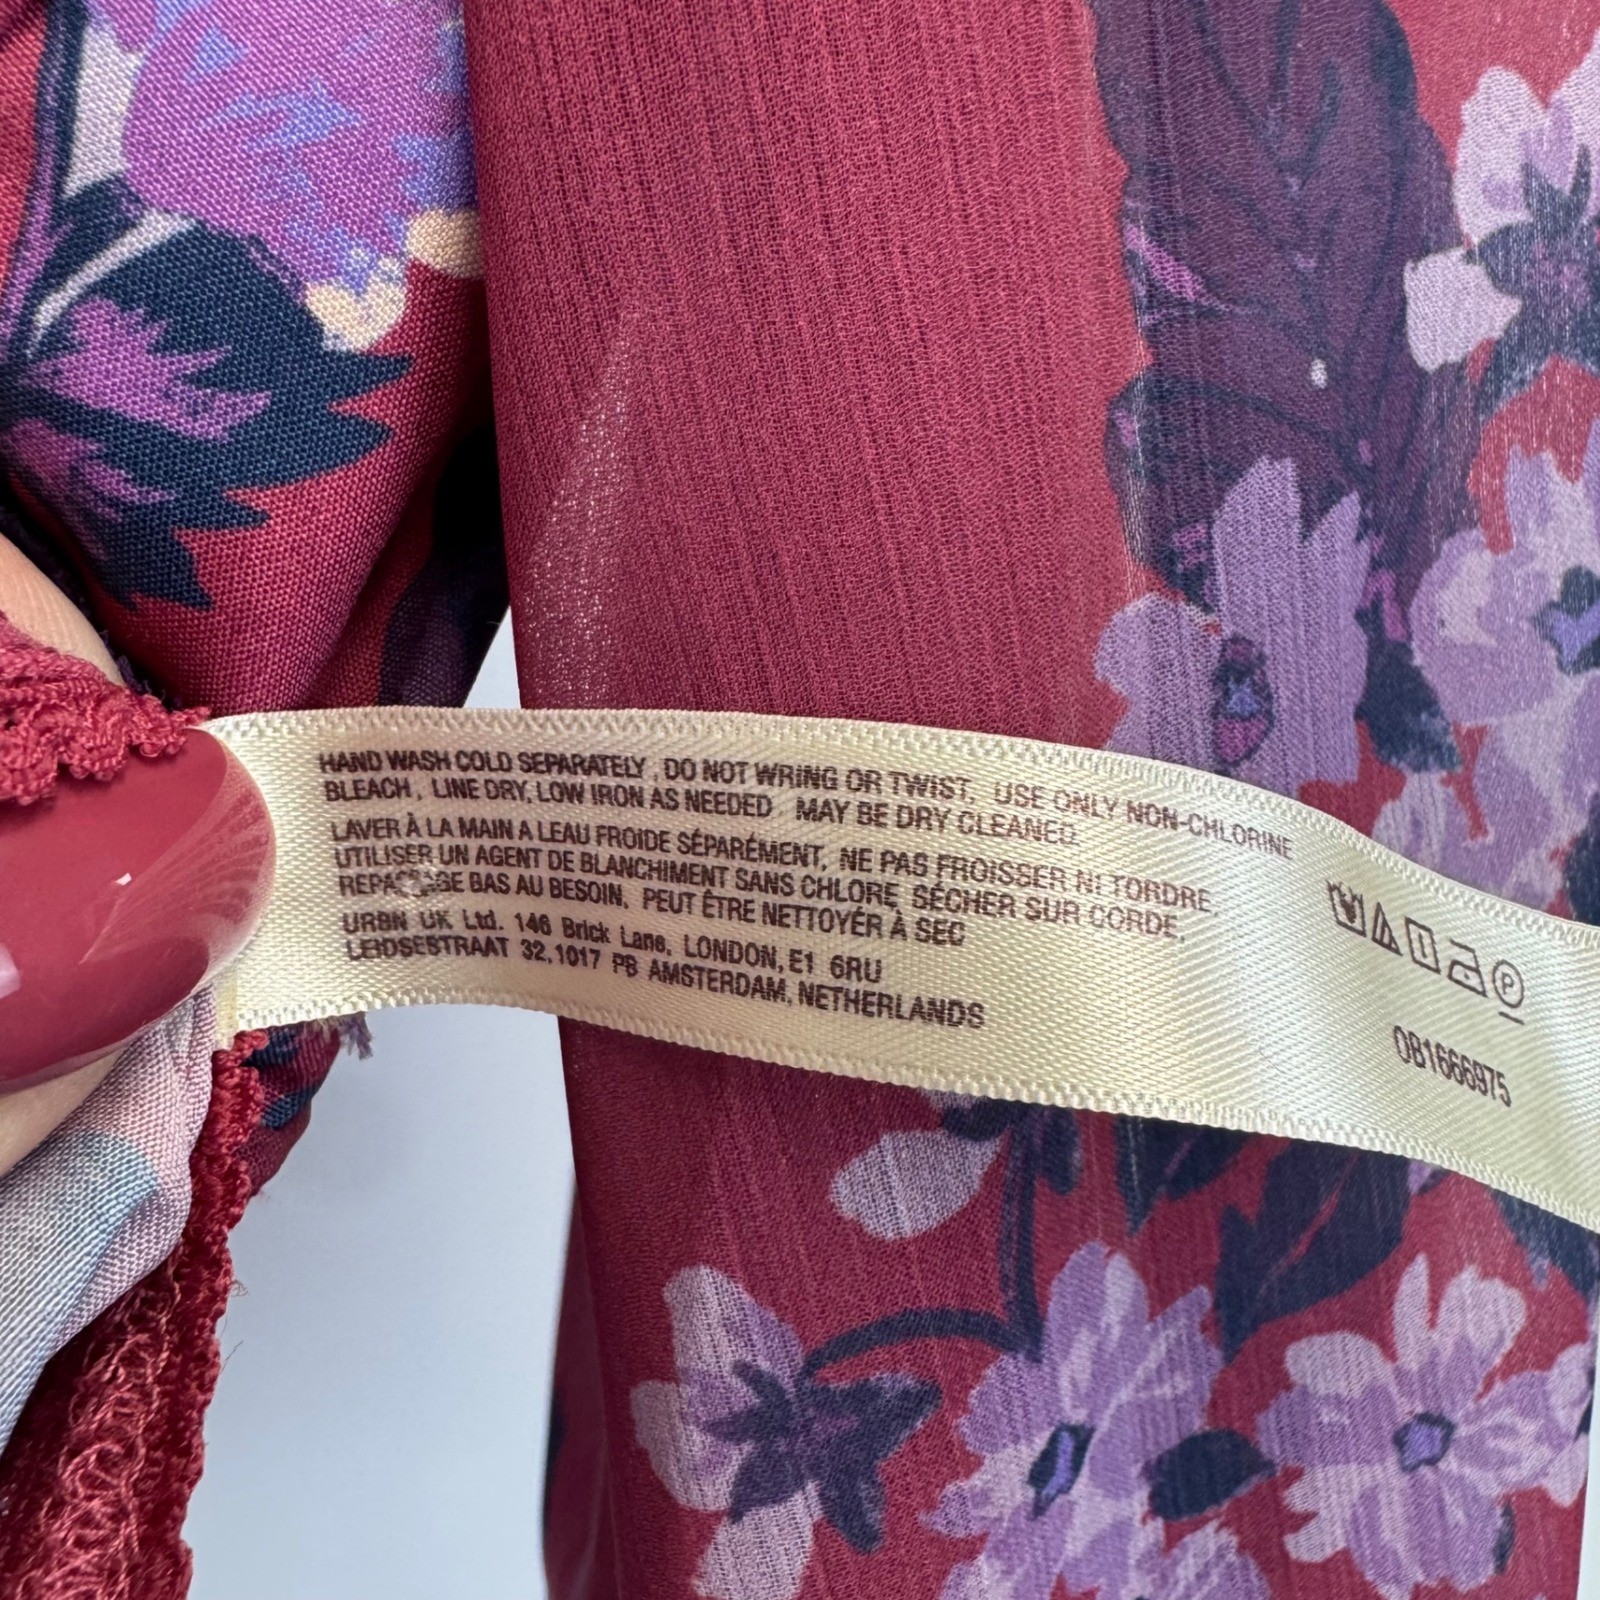 HAND WASH COLD SEPARATELY , DO NOT WRING OR TWIST, USE ONLY NON-CHLORINE
BLEACH , LINE DRY, LOW IRON AS NEEDED , MAY BE DRY CLEANED.
LAVER À LA MAIN A LEAU FROIDE SÉPARÉMENT, NE PAS FROISSER NI TORDRE,
UTILISER UN AGENT DE BLANCHIMENT SANS CHLORE, SÉCHER SUR CORDE,
REPASSAGE BAS AU BESOIN, PEUT ÊTRE NETTOYÉR À SEC
URBN UK Ltd. 146 Brick Lane, LONDON, E1 6RU
LEIDSESTRAAT 32,1017 PB AMSTERDAM, NETHERLANDS
P
OB1666975